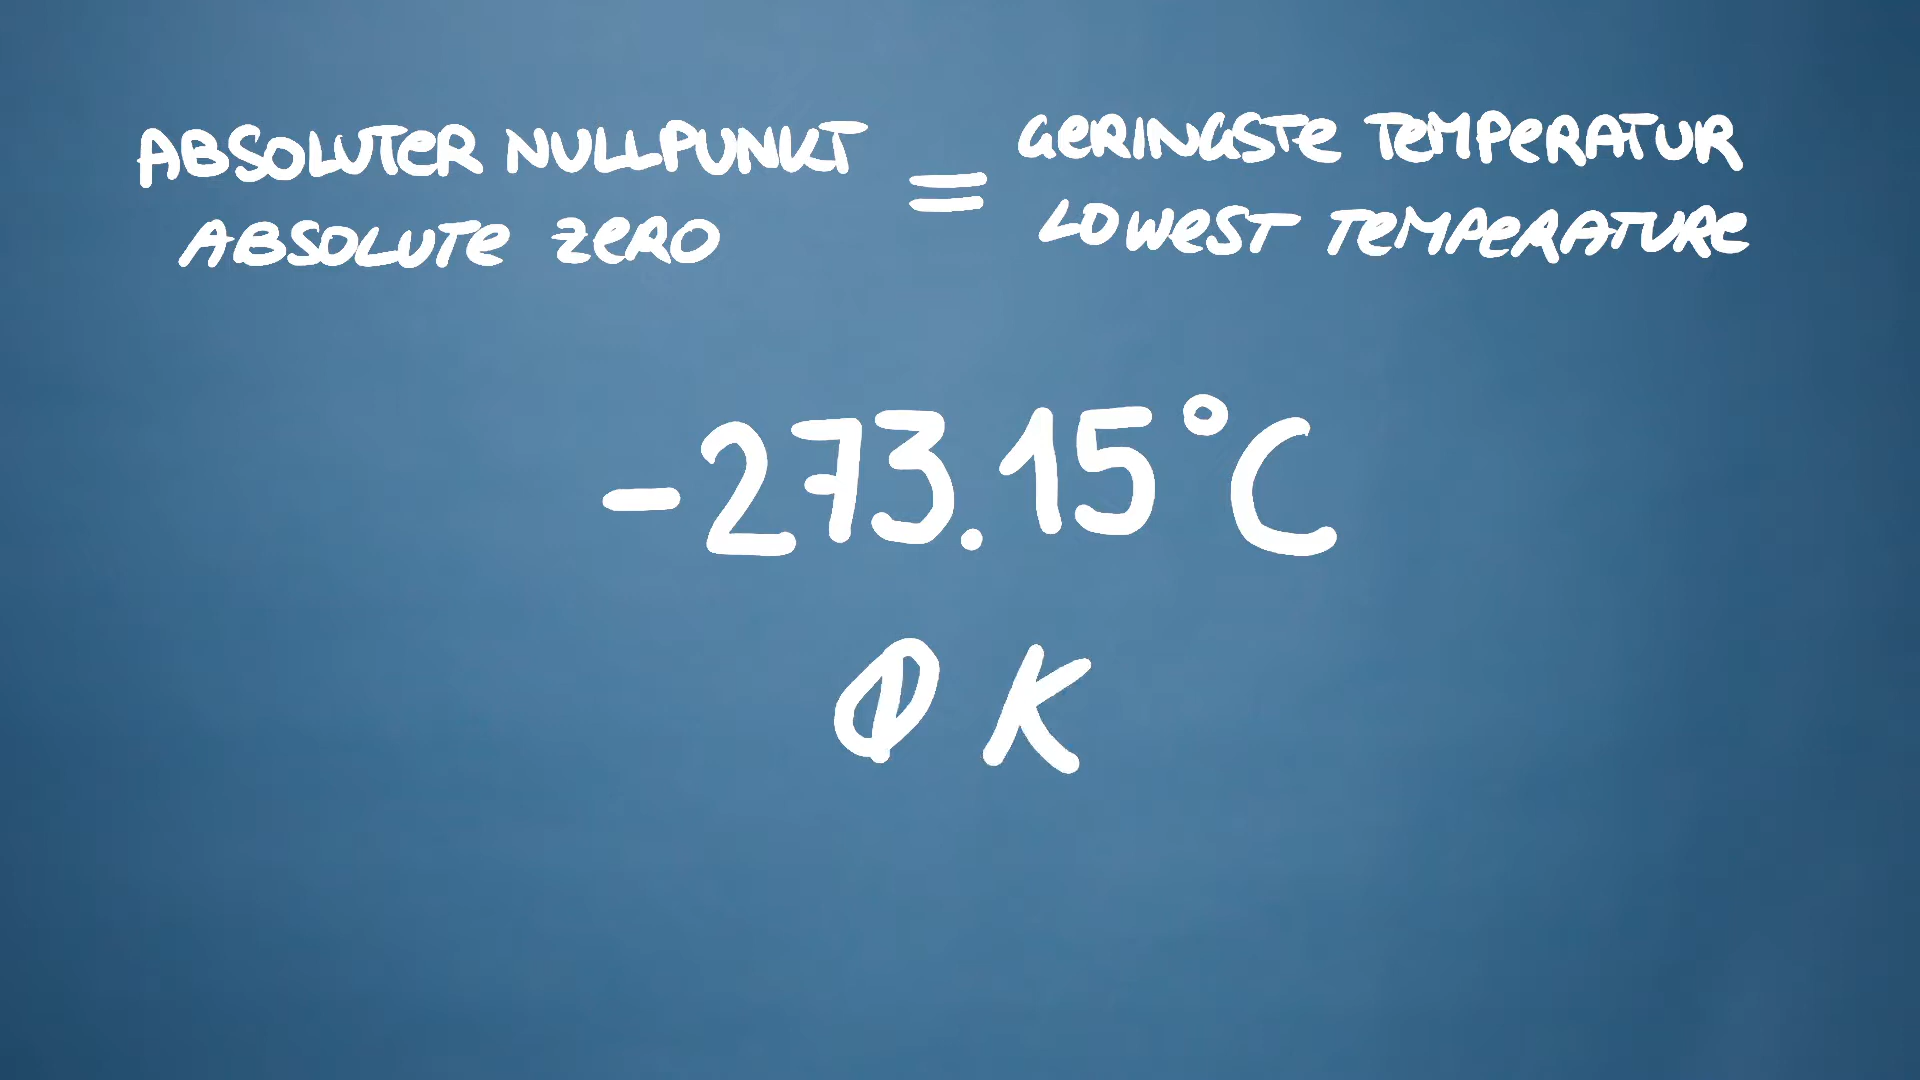 ABSOLUTER NULLPUNKT = GERINGSTE TEMPERATUR
ABSOLUTE ZERO LOWEST TEMPERATURE
-273.15°C
0 K